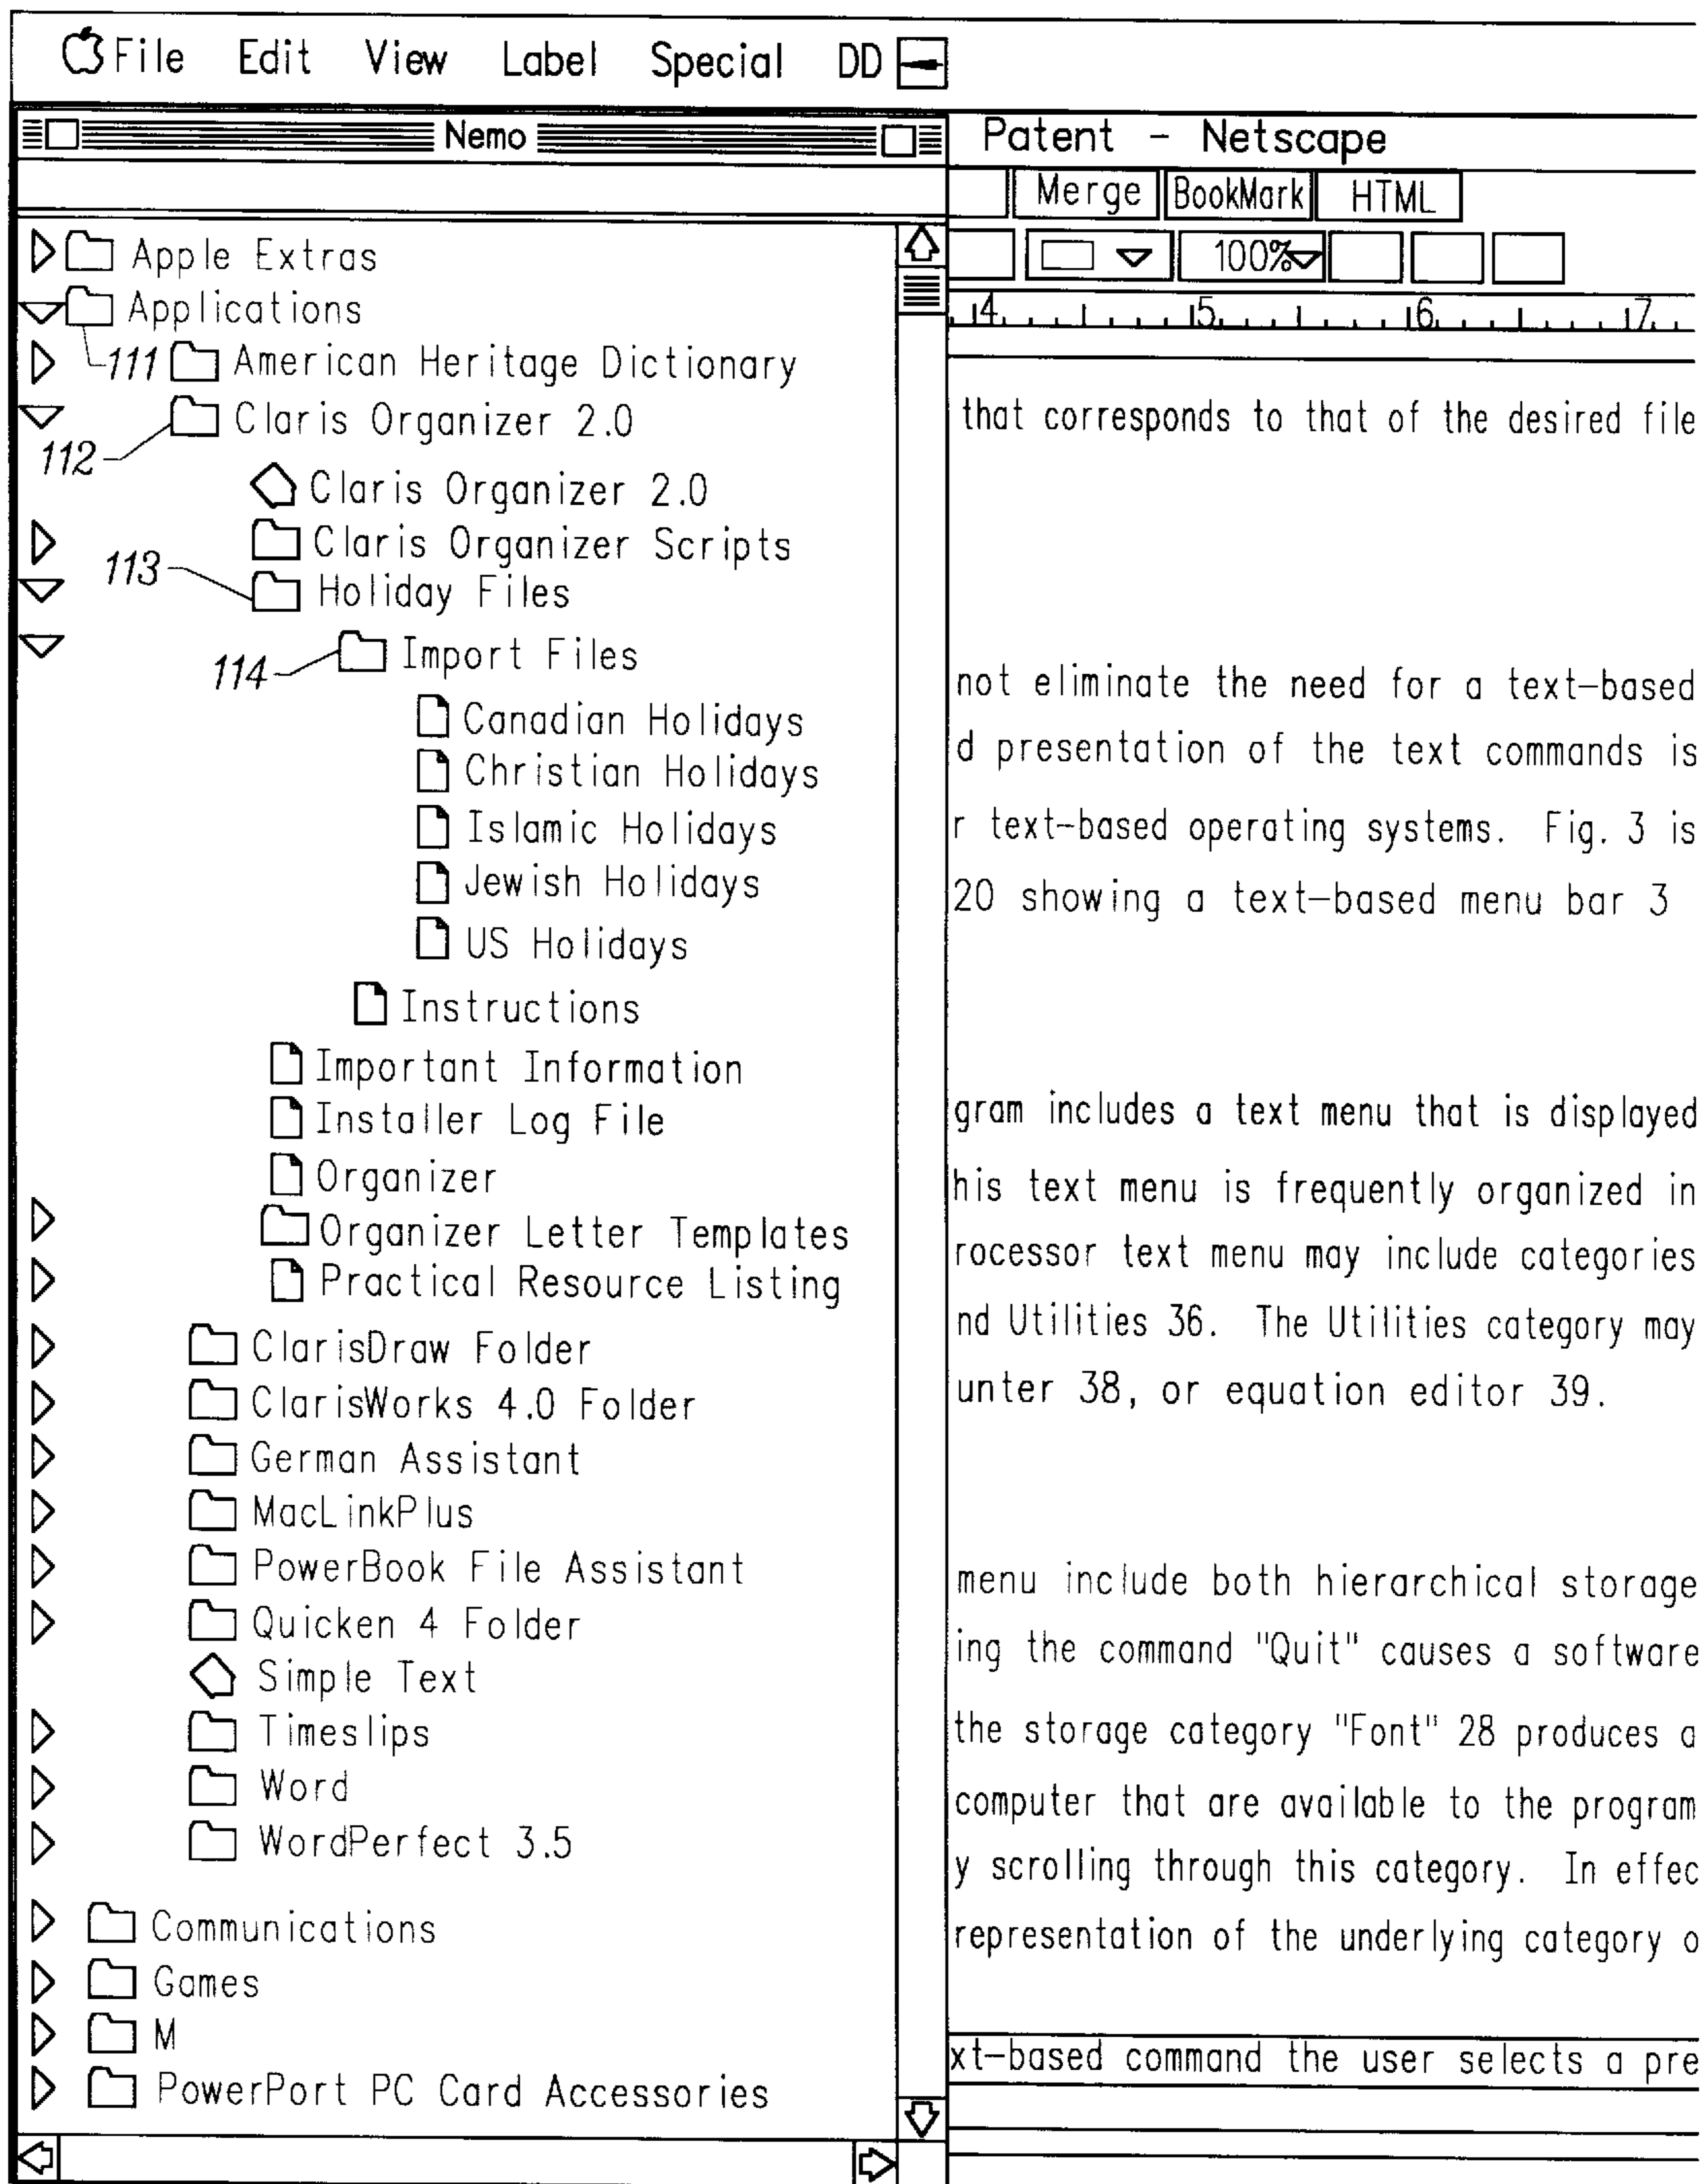 File Edit View Label Special DD
Nemo
Apple Extras
Applications
111 American Heritage Dictionary
Claris Organizer 2.0
112
Claris Organizer 2.0
Claris Organizer Scripts
113 Holiday Files
114 Import Files
Canadian Holidays
Christian Holidays
Islamic Holidays
Jewish Holidays
US Holidays
Instructions
Important Information
Installer Log File
Organizer
Organizer Letter Templates
Practical Resource Listing
ClarisDraw Folder
ClarisWorks 4.0 Folder
German Assistant
MacLinkPlus
PowerBook File Assistant
Quicken 4 Folder
Simple Text
Timeslips
Word
WordPerfect 3.5
Communications
Games
M
PowerPort PC Card Accessories
Patent - Netscape
Merge BookMark HTML
100%
4 5 6 7
that corresponds to that of the desired file
not eliminate the need for a text-based
d presentation of the text commands is
r text-based operating systems. Fig. 3 is
20 showing a text-based menu bar 3
gram includes a text menu that is displayed
his text menu is frequently organized in
rocessor text menu may include categories
nd Utilities 36. The Utilities category may
unter 38, or equation editor 39.
menu include both hierarchical storage
ing the command "Quit" causes a software
the storage category "Font" 28 produces a
computer that are available to the program
y scrolling through this category. In effec
representation of the underlying category o
xt-based command the user selects a pre